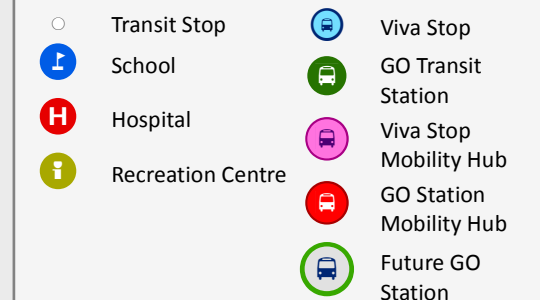 Transit Stop
School
H
Hospital
Recreation Centre
Viva Stop
GO Transit
Station
Viva Stop
Mobility Hub
GO Station
Mobility Hub
Future GO
Station